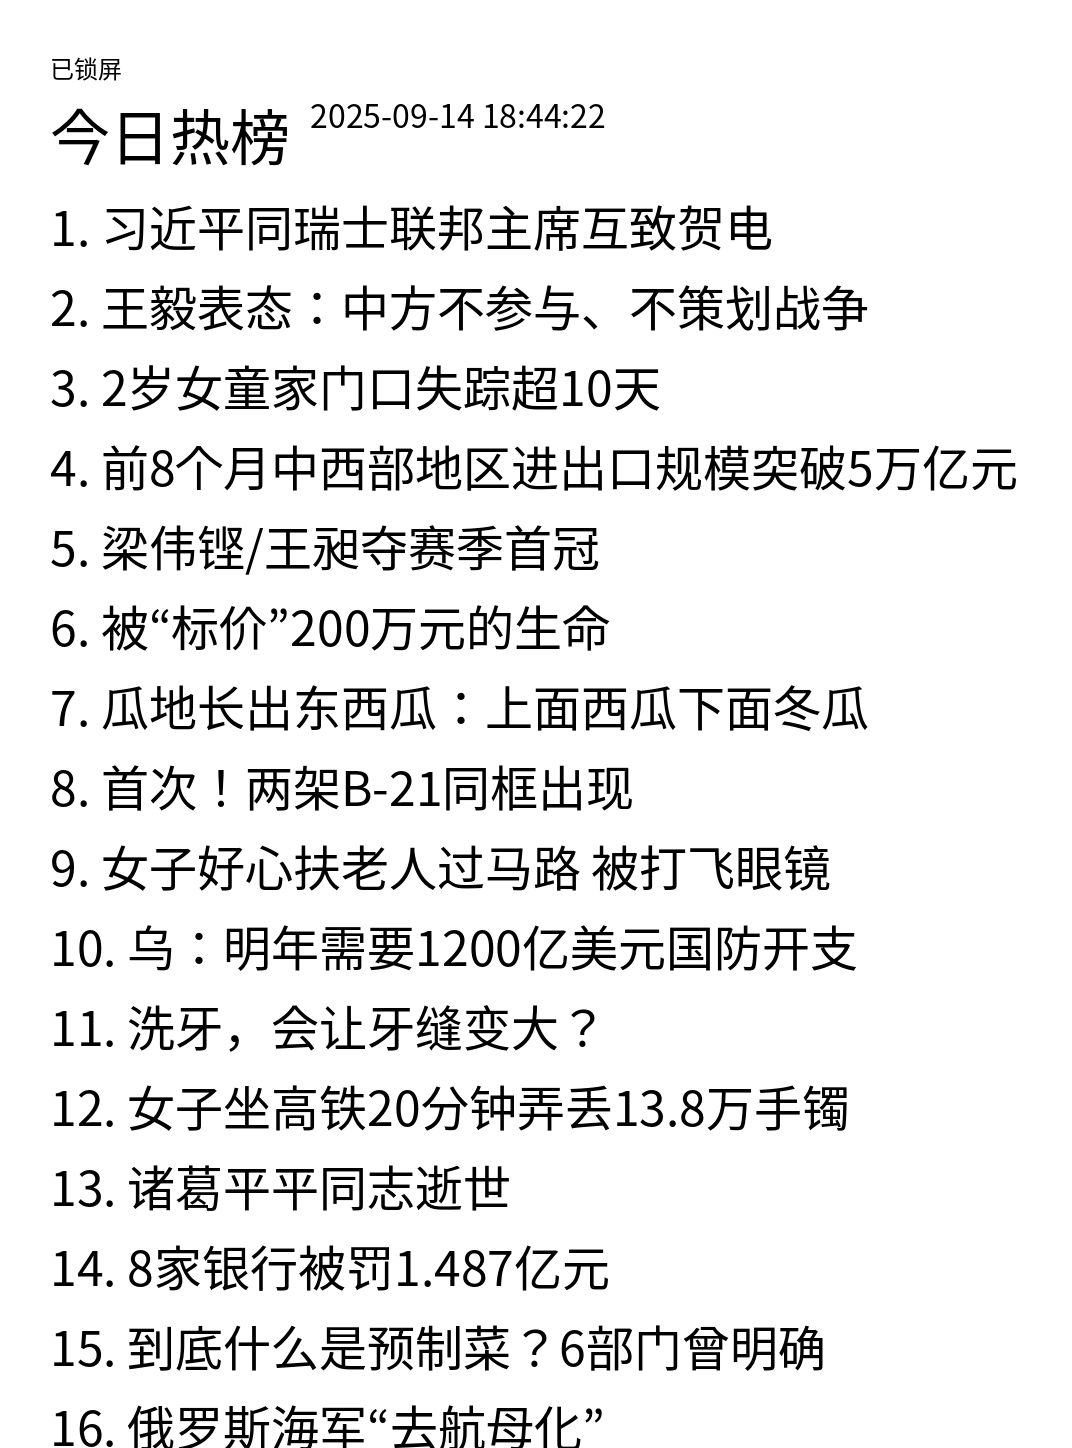 已锁屏
今日热榜 2025-09-14 18:44:22
1. 习近平同瑞士联邦主席互致贺电
2. 王毅表态：中方不参与、不策划战争
3. 2岁女童家门口失踪超10天
4. 前8个月中西部地区进出口规模突破5万亿元
5. 梁伟铿/王昶夺赛季首冠
6. 被“标价”200万元的生命
7. 瓜地长出东西瓜：上面西瓜下面冬瓜
8. 首次！两架B-21同框出现
9. 女子好心扶老人过马路 被打飞眼镜
10. 乌：明年需要1200亿美元国防开支
11. 洗牙，会让牙缝变大？
12. 女子坐高铁20分钟弄丢13.8万手镯
13. 诸葛平平同志逝世
14. 8家银行被罚1.487亿元
15. 到底什么是预制菜？6部门曾明确
16. 俄罗斯海军“去航母化”